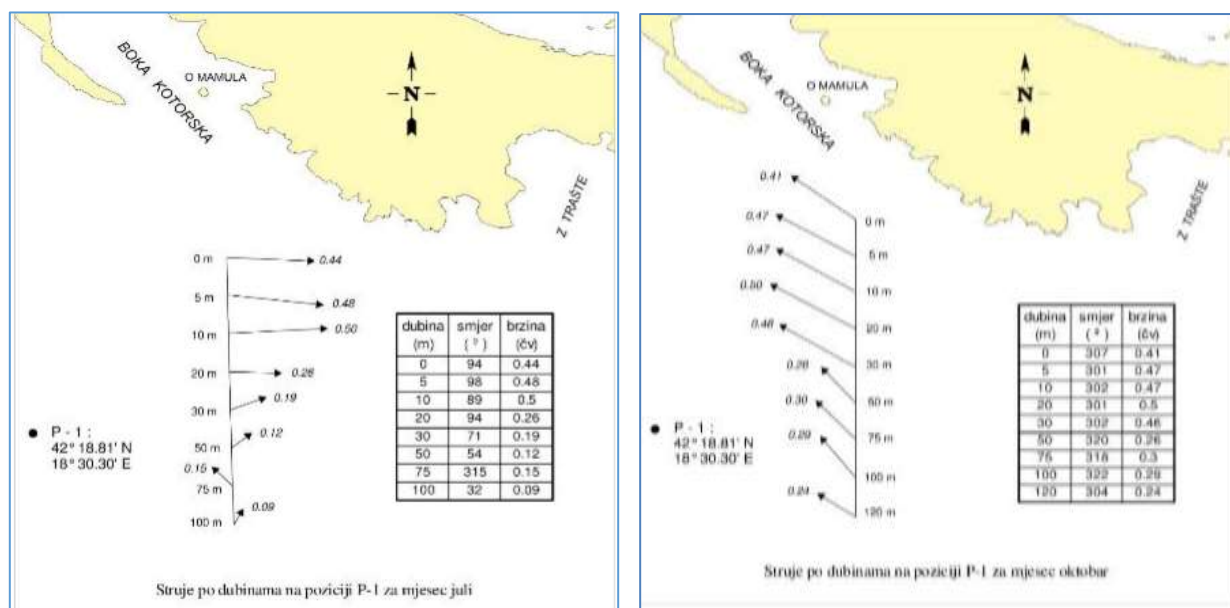 BOKA KOTORSKA
O MAMULA
N
Z TRAŠTE
0 m
0.44
5 m
0.48
10 m
0.50
20 m
0.26
30 m
0.19
50 m
0.12
0.15
75 m
100 m
0.09
P - 1 :
42° 18.81' N
18° 30.30' E
dubina (m) smjer ( º ) brzina (čv)
0 94 0.44
5 98 0.48
10 89 0.5
20 94 0.26
30 71 0.19
50 54 0.12
75 315 0.15
100 32 0.09
Struje po dubinama na poziciji P-1 za mjesec juli
BOKA KOTORSKA
O MAMULA
N
Z TRAŠTE
0.41
0 m
0.47
5 m
0.47
10 m
0.50
20 m
0.46
30 m
0.26
50 m
0.30
75 m
0.29
100 m
0.24
120 m
P - 1 :
42° 18.81' N
18° 30.30' E
dubina (m) smjer ( º ) brzina (čv)
0 307 0.41
5 301 0.47
10 302 0.47
20 301 0.5
30 302 0.46
50 320 0.26
75 318 0.3
100 322 0.29
120 304 0.24
Struje po dubinama na poziciji P-1 za mjesec oktobar